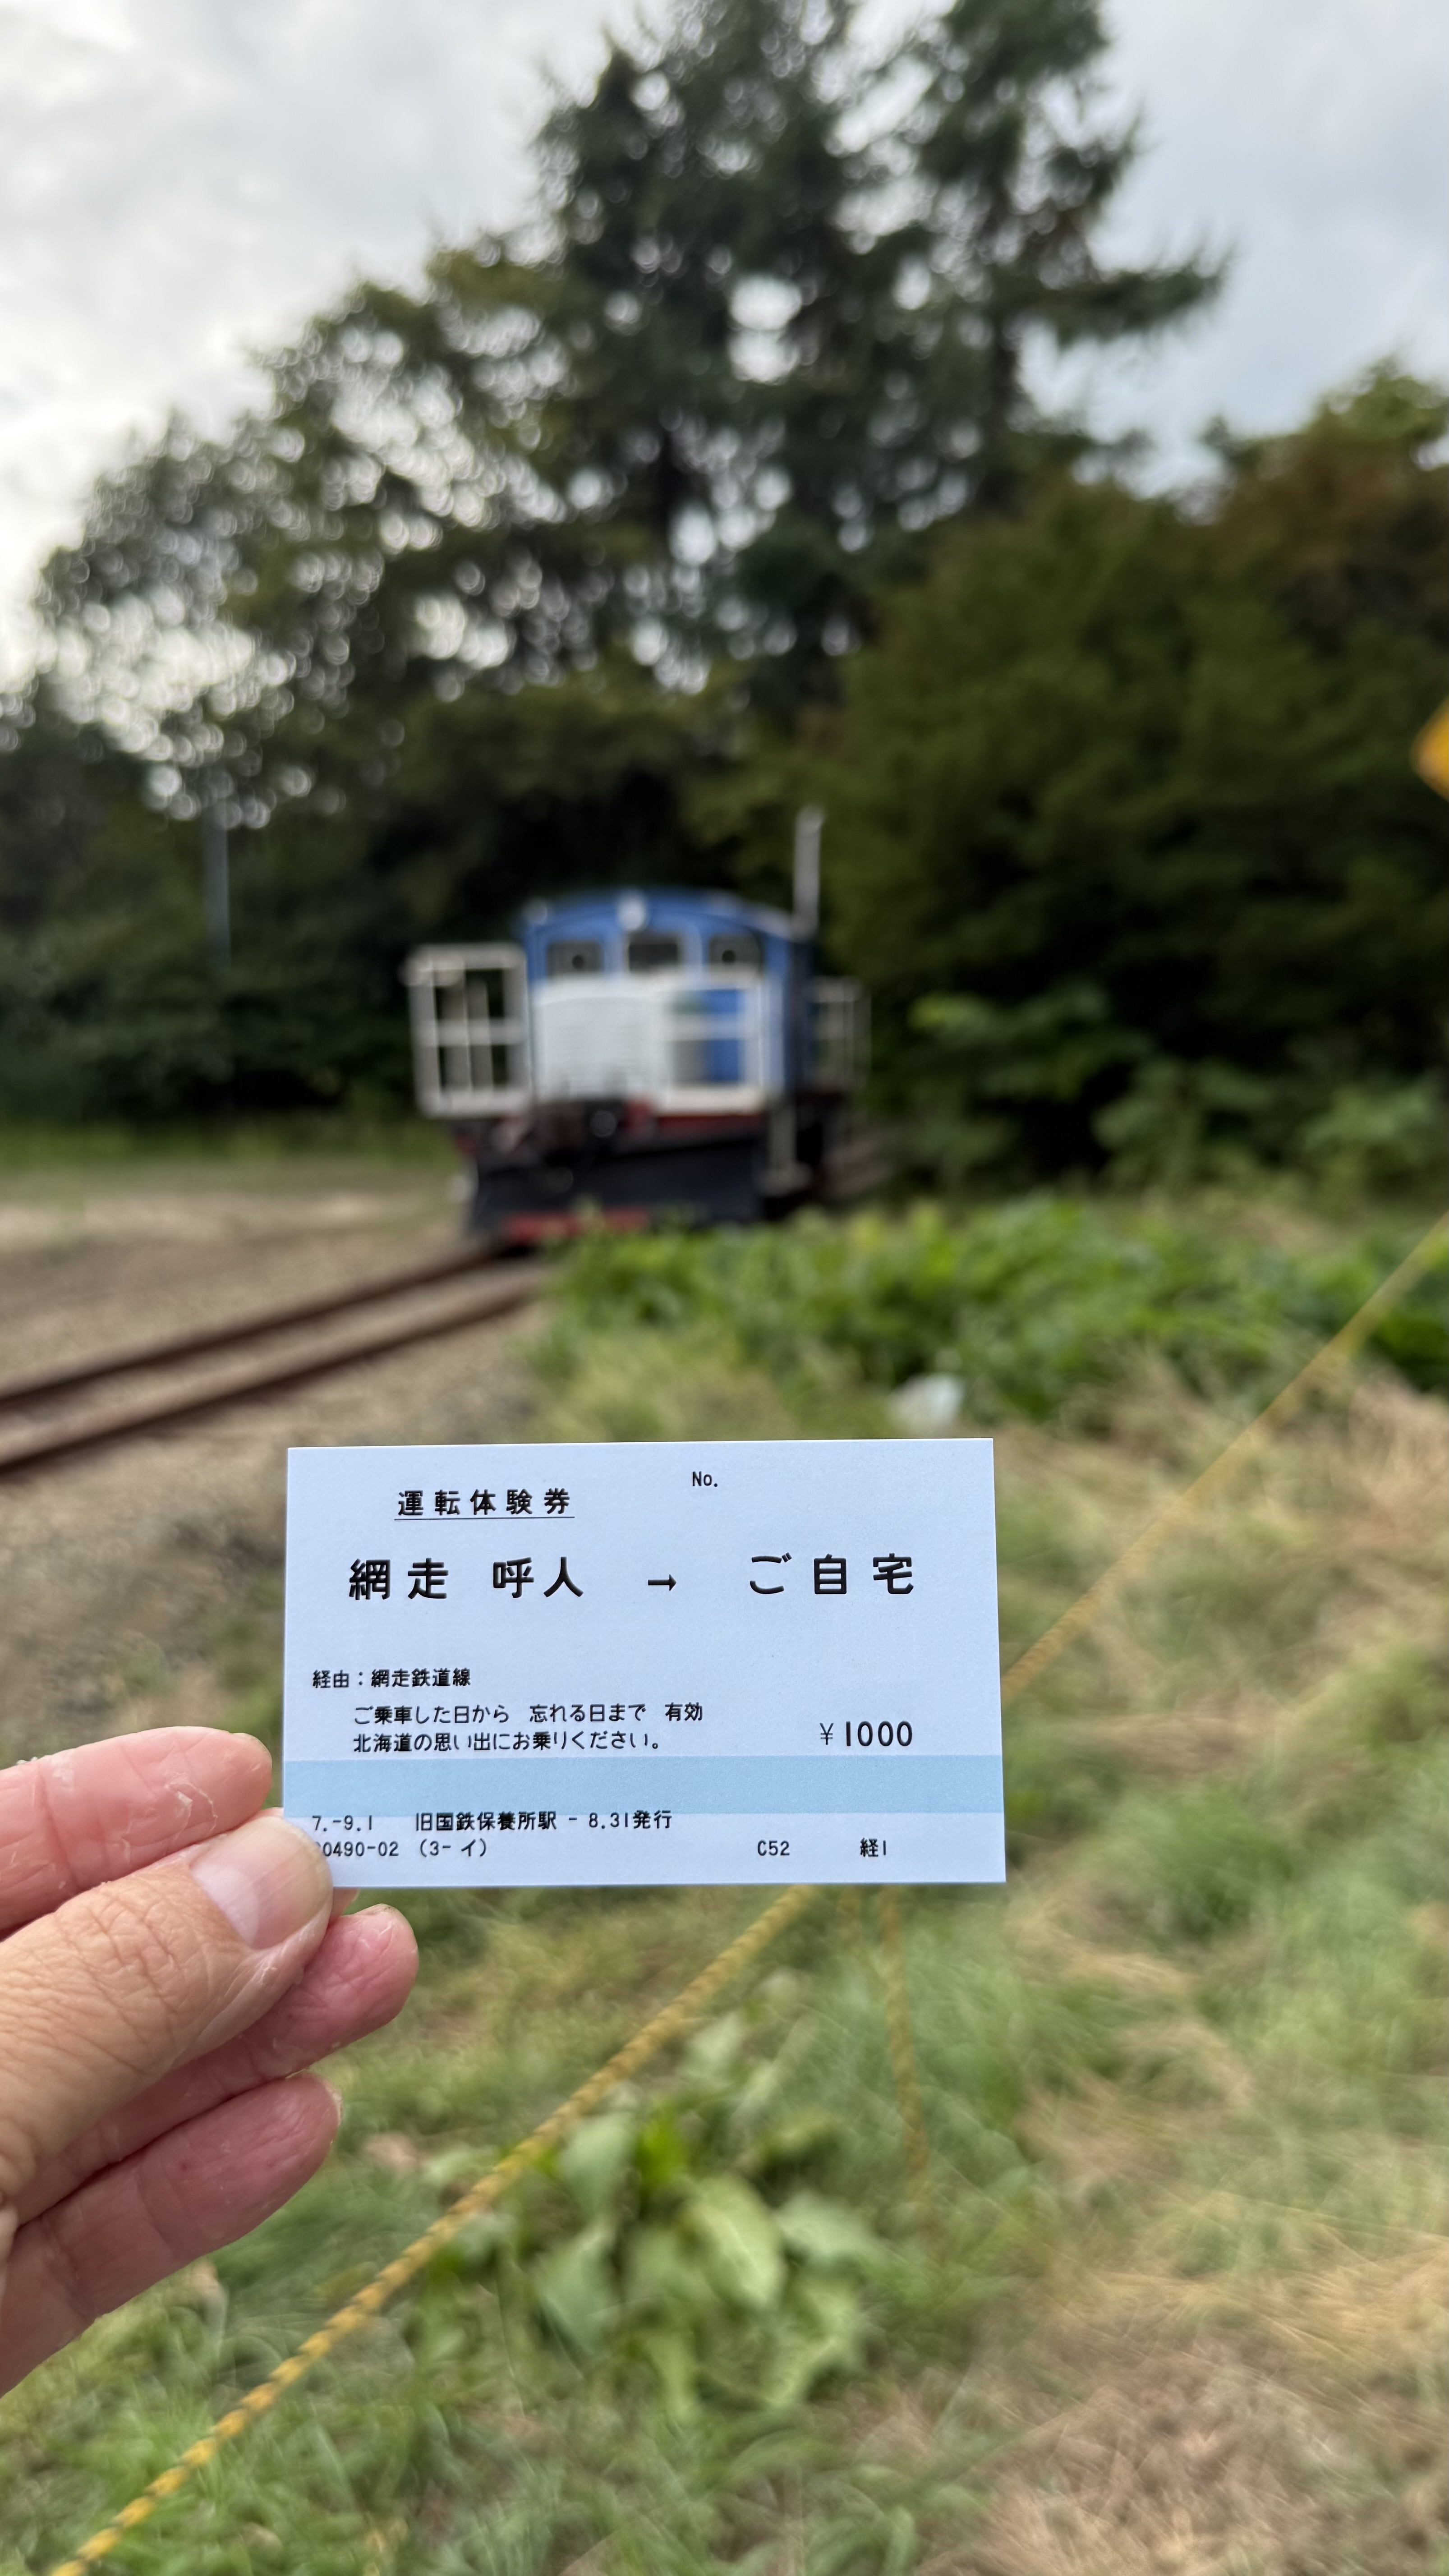 運転体験券 No.
網走 呼人 → ご自宅
経由：網走鉄道線
ご乗車した日から 忘れる日まで 有効
北海道の思い出にお乗りください。 ￥1000
7.-9.1 旧国鉄保養所駅 - 8.31発行
0490-02 (3-イ) C52 経1